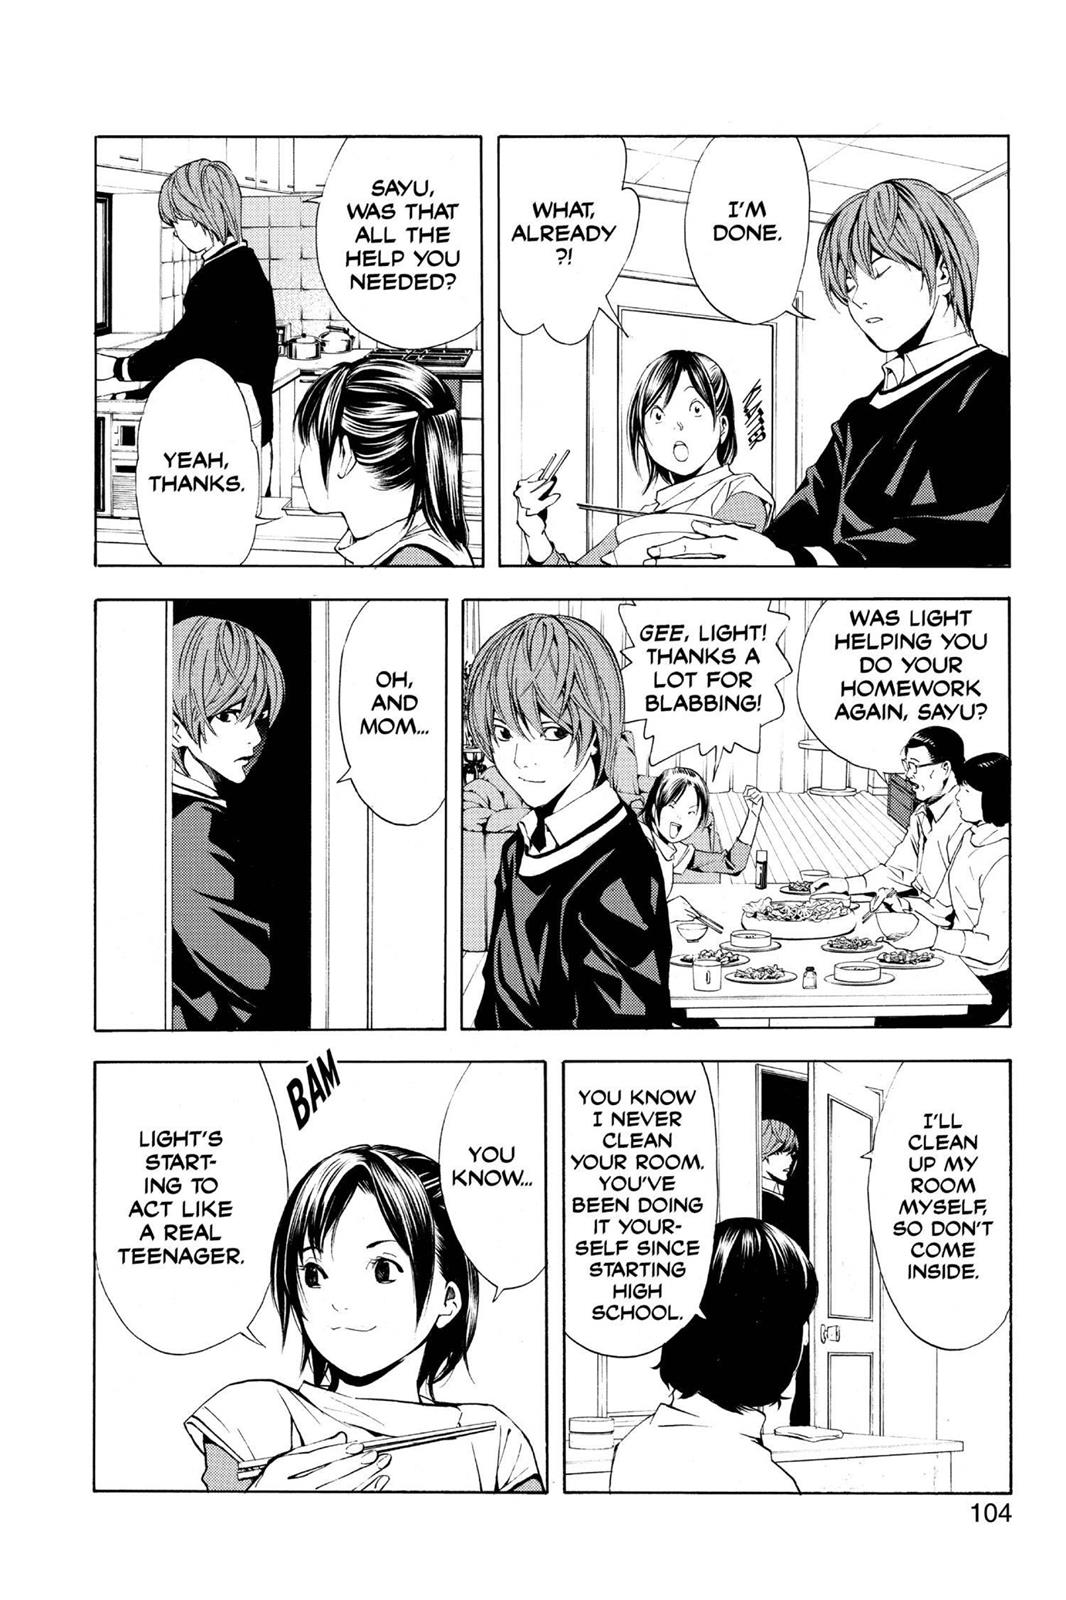 I'M
DONE.
WHAT,
ALREADY
?!
CLATTER
SAYU,
WAS THAT
ALL THE
HELP YOU
NEEDED?
YEAH,
THANKS.
WAS LIGHT
HELPING YOU
DO YOUR
HOMEWORK
AGAIN, SAYU?
GEE, LIGHT!
THANKS A
LOT FOR
BLABBING!
OH,
AND
MOM...
I'LL
CLEAN
UP MY
ROOM
MYSELF,
SO DON'T
COME
INSIDE.
YOU KNOW
I NEVER
CLEAN
YOUR ROOM.
YOU'VE
BEEN DOING
IT YOUR-
SELF SINCE
STARTING
HIGH
SCHOOL.
BAM
YOU
KNOW...
LIGHT'S
START-
ING TO
ACT LIKE
A REAL
TEENAGER.
104